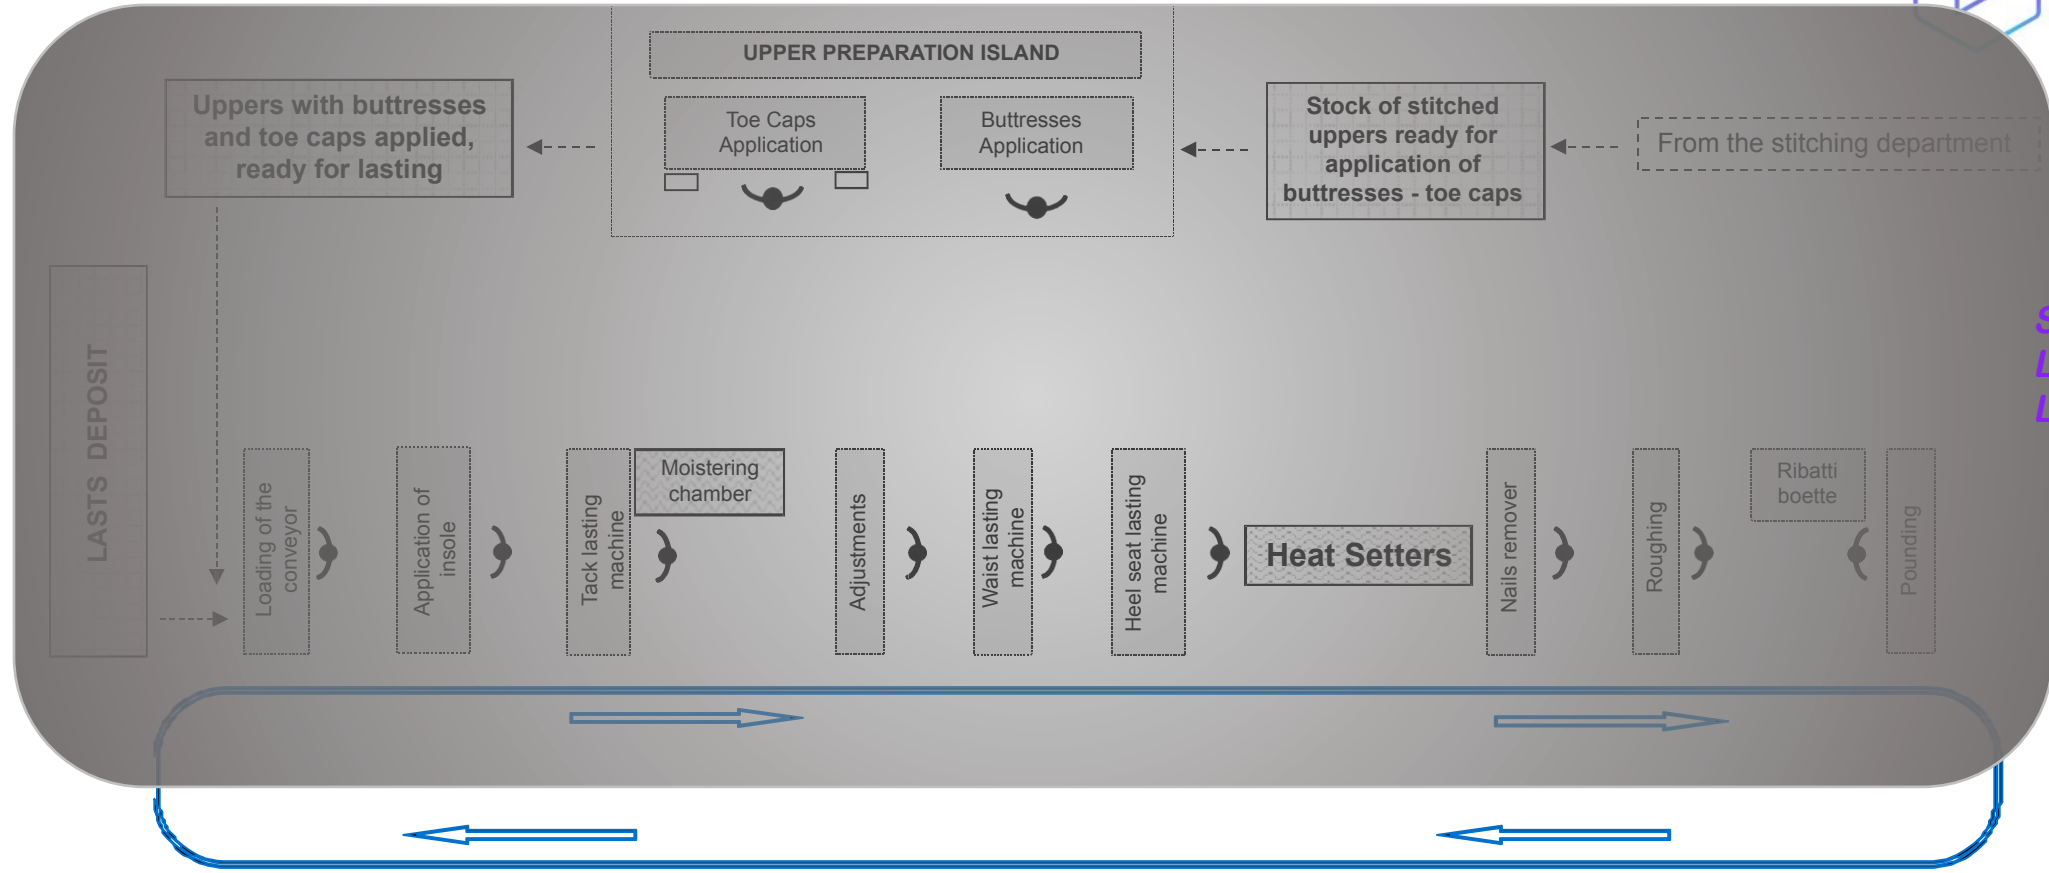 UPPER PREPARATION ISLAND
Uppers with buttresses
and toe caps applied,
ready for lasting
Toe Caps
Application
Buttresses
Application
Stock of stitched
uppers ready for
application of
buttresses - toe caps
From the stitching department
LASTS DEPOSIT
Loading of the
conveyor
Application of
insole
Tack lasting
machine
Moistering
chamber
Adjustments
Waist lasting
machine
Heel seat lasting
machine
Heat Setters
Nails remover
Roughing
Ribatti
boette
Pounding
S
L
L